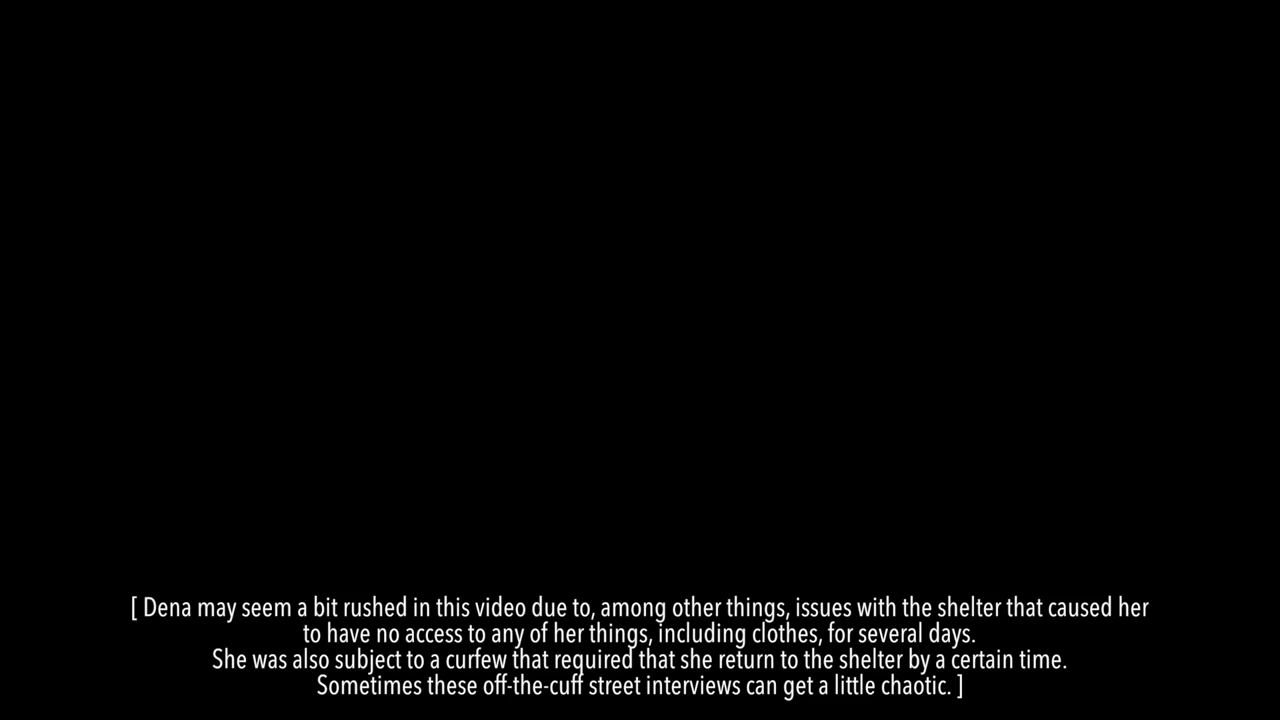 [ Dena may seem a bit rushed in this video due to, among other things, issues with the shelter that caused her
to have no access to any of her things, including clothes, for several days.
She was also subject to a curfew that required that she return to the shelter by a certain time.
Sometimes these off-the-cuff street interviews can get a little chaotic. ]